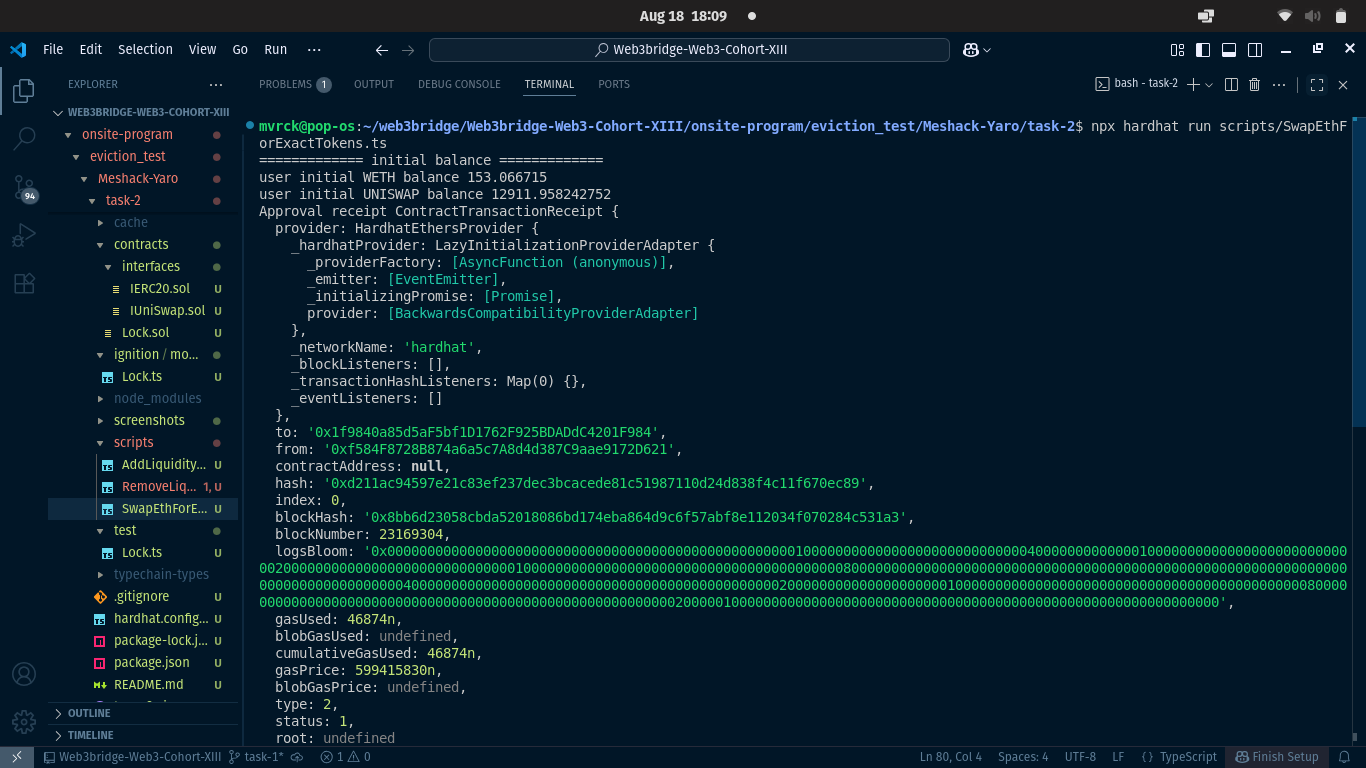 Aug 18 18:09
File Edit Selection View Go Run ···
Web3bridge-Web3-Cohort-XIII
EXPLORER ···
WEB3BRIDGE-WEB3-COHORT-XIII
onsite-program
eviction_test
Meshack-Yaro
task-2
cache
contracts
interfaces
IERC20.sol U
IUniSwap.sol U
Lock.sol U
ignition / mo...
Lock.ts U
node_modules
screenshots
scripts
AddLiquidity... U
RemoveLiq... 1, U
SwapEthForE... U
test
Lock.ts U
typechain-types
.gitignore U
hardhat.config... U
package-lock.j... U
package.json U
README.md U
OUTLINE
TIMELINE
94
PROBLEMS 1 OUTPUT DEBUG CONSOLE TERMINAL PORTS
bash - task-2
mvrck@pop-os:~/web3bridge/Web3bridge-Web3-Cohort-XIII/onsite-program/eviction_test/Meshack-Yaro/task-2$ npx hardhat run scripts/SwapEthF
orExactTokens.ts
============= initial balance =============
user initial WETH balance 153.066715
user initial UNISWAP balance 12911.958242752
Approval receipt ContractTransactionReceipt {
provider: HardhatEthersProvider {
_hardhatProvider: LazyInitializationProviderAdapter {
_providerFactory: [AsyncFunction (anonymous)],
_emitter: [EventEmitter],
_initializingPromise: [Promise],
provider: [BackwardsCompatibilityProviderAdapter]
},
_networkName: 'hardhat',
_blockListeners: [],
_transactionHashListeners: Map(0) {},
_eventListeners: []
},
to: '0x1f9840a85d5aF5bf1D1762F925BDADdC4201F984',
from: '0xf584F8728B874a6a5c7A8d4d387C9aae9172D621',
contractAddress: null,
hash: '0xd211ac94597e21c83ef237dec3bcacede81c51987110d24d838f4c11f670ec89',
index: 0,
blockHash: '0x8bb6d23058cbda52018086bd174eba864d9c6f57abf8e112034f070284c531a3',
blockNumber: 23169304,
logsBloom:
gasUsed: 46874n,
blobGasUsed: undefined,
cumulativeGasUsed: 46874n,
gasPrice: 599415830n,
blobGasPrice: undefined,
type: 2,
status: 1,
root: undefined
Web3bridge-Web3-Cohort-XIII task-1* 1 0 Ln 80, Col 4 Spaces: 4 UTF-8 LF {} TypeScript Finish Setup